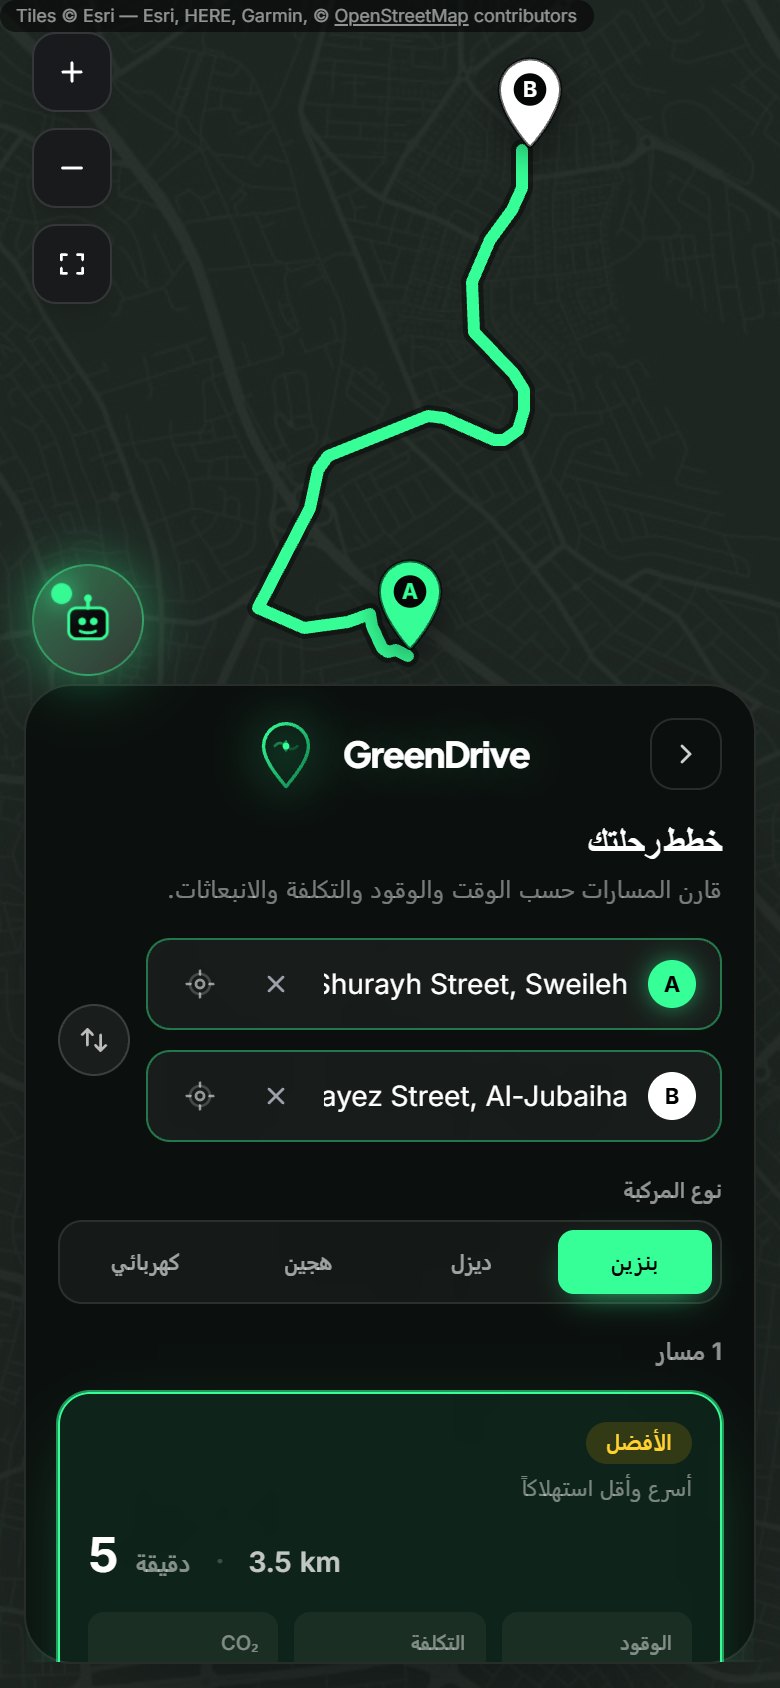 Tiles © Esri — Esri, HERE, Garmin, © OpenStreetMap contributors
B
A
GreenDrive
خطط رحلتك
قارن المسارات حسب الوقت والوقود والتكلفة والانبعاثات.
A Shurayh Street, Sweileh
B ayez Street, Al-Jubaiha
نوع المركبة
بنزين ديزل هجين كهربائي
1 مسار
الأفضل
أسرع وأقل استهلاكاً
5 دقيقة · 3.5 km
الوقود التكلفة CO₂